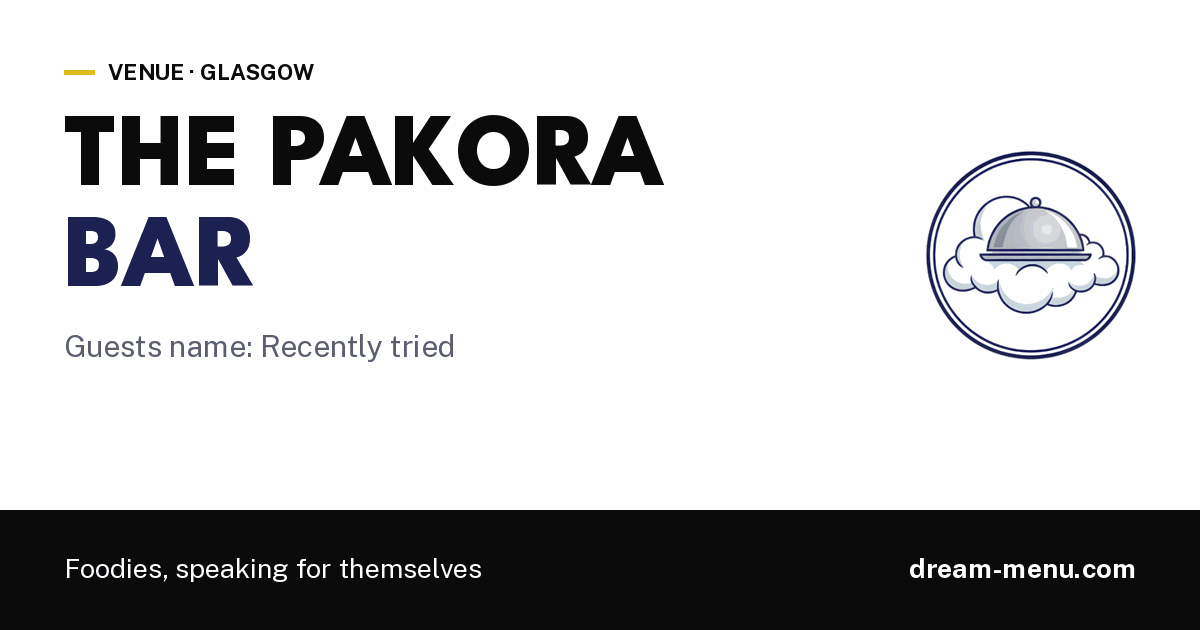 VENUE · GLASGOW
THE PAKORA
BAR
Guests name: Recently tried
Foodies, speaking for themselves
dream-menu.com